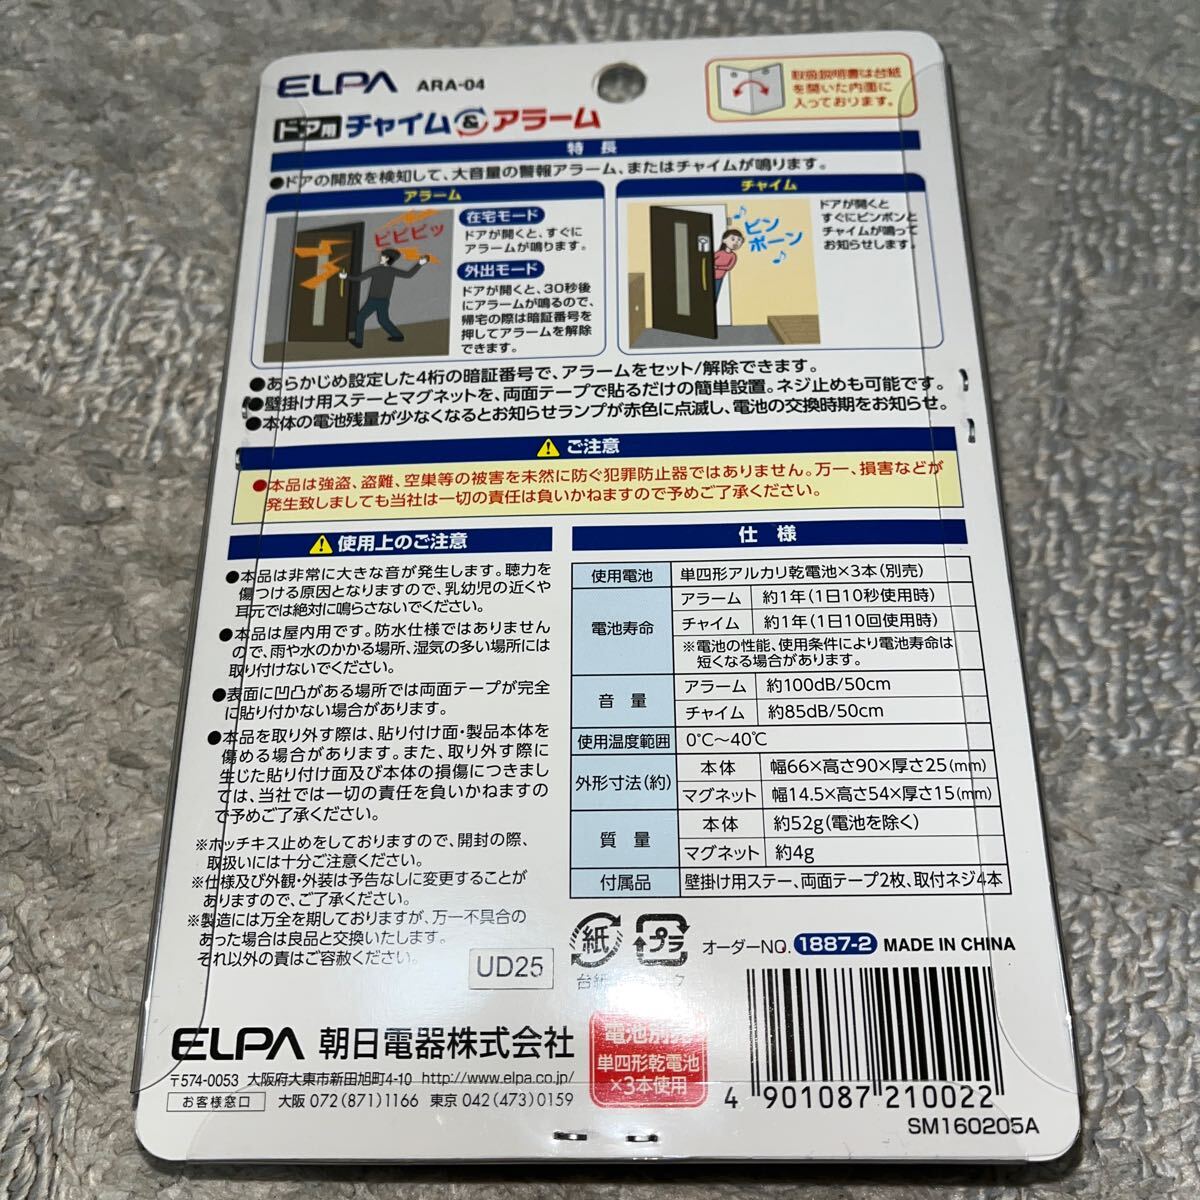 ELPA ARA-04
取扱説明書は台紙
を開いた内面に
入っております。
ドア用 チャイム&アラーム
特長
●ドアの開放を検知して、大音量の警報アラーム、またはチャイムが鳴ります。
アラーム
ビビビッ
在宅モード
ドアが開くと、すぐに
アラームが鳴ります。
外出モード
ドアが開くと、30秒後
にアラームが鳴るので、
帰宅の際は暗証番号を
押してアラームを解除
できます。
チャイム
ピン
ポーン
ドアが開くと
すぐにピンポンと
チャイムが鳴って
お知らせします。
●あらかじめ設定した4桁の暗証番号で、アラームをセット/解除できます。
●壁掛け用ステーとマグネットを、両面テープで貼るだけの簡単設置。ネジ止めも可能です。
●本体の電池残量が少なくなるとお知らせランプが赤色に点滅し、電池の交換時期をお知らせ。
ご注意
●本品は強盗、盗難、空巣等の被害を未然に防ぐ犯罪防止器ではありません。万一、損害などが
発生致しましても当社は一切の責任は負いかねますので予めご了承ください。
使用上のご注意
●本品は非常に大きな音が発生します。聴力を
傷つける原因となりますので、乳幼児の近くや
耳元では絶対に鳴らさないでください。
●本品は屋内用です。防水仕様ではありません
ので、雨や水のかかる場所、湿気の多い場所には
取り付けないでください。
●表面に凹凸がある場所では両面テープが完全
に貼り付かない場合があります。
●本品を取り外す際は、貼り付け面・製品本体を
傷める場合があります。また、取り外す際に
生じた貼り付け面及び本体の損傷につきまし
ては、当社では一切の責任を負いかねますの
で予めご了承ください。
※ホッチキス止めをしておりますので、開封の際、
取扱いには十分ご注意ください。
※仕様及び外観・外装は予告なしに変更することが
ありますので、ご了承ください。
※製造には万全を期しておりますが、万一不具合の
あった場合は良品と交換いたします。
それ以外の責はご容赦ください。
UD25
仕様
使用電池 単四形アルカリ乾電池×3本(別売)
電池寿命 アラーム 約1年(1日10秒使用時)
チャイム 約1年(1日10回使用時)
※電池の性能、使用条件により電池寿命は
短くなる場合があります。
音量 アラーム 約100dB/50cm
チャイム 約85dB/50cm
使用温度範囲 0℃〜40℃
外形寸法(約) 本体 幅66×高さ90×厚さ25(mm)
マグネット 幅14.5×高さ54×厚さ15(mm)
質量 本体 約52g(電池を除く)
マグネット 約4g
付属品 壁掛け用ステー、両面テープ2枚、取付ネジ4本
紙
台紙
プラ
オーダーNO. 1887-2 MADE IN CHINA
ELPA 朝日電器株式会社
〒574-0053 大阪府大東市新田旭町4-10 http://www.elpa.co.jp/
お客様窓口 大阪 072(871)1166 東京 042(473)0159
電池別売
単四形乾電池
×3本使用
4 901087 210022
SM160205A